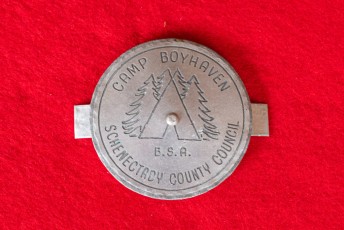 CAMP BOYHAVEN
B.S.A.
SCHENECTADY COUNTY COUNCIL